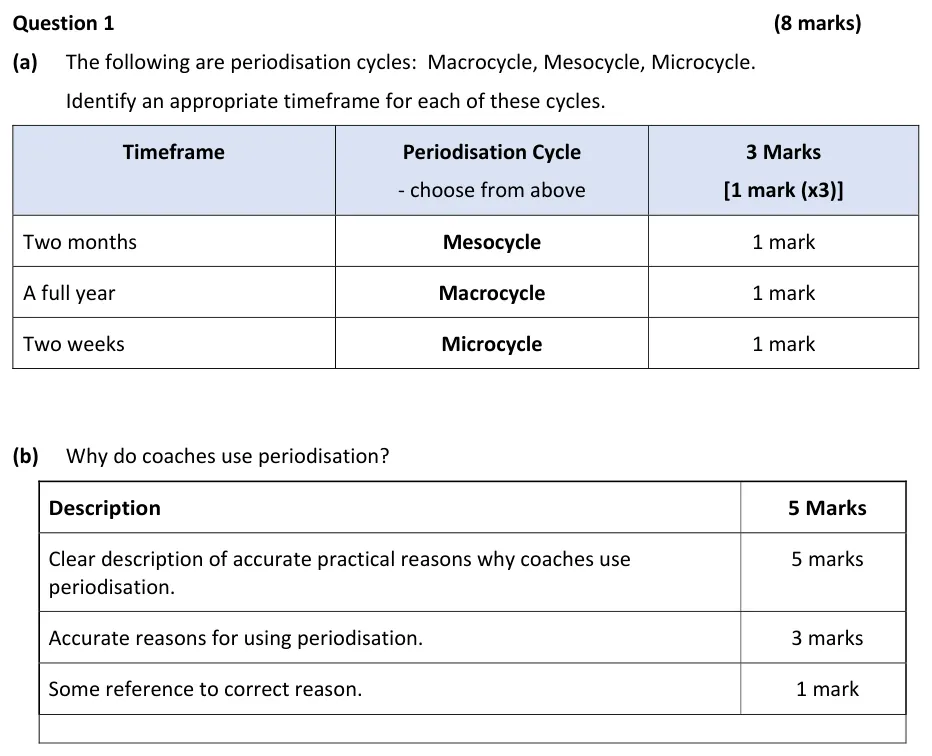 Question 1 (8 marks)
(a) The following are periodisation cycles:  Macrocycle, Mesocycle, Microcycle.
Identify an appropriate timeframe for each of these cycles.
Timeframe Periodisation Cycle 3 Marks
- choose from above [1 mark (x3)]
Two months Mesocycle 1 mark
A full year Macrocycle 1 mark
Two weeks Microcycle 1 mark
(b) Why do coaches use periodisation?
Description 5 Marks
Clear description of accurate practical reasons why coaches use 5 marks
periodisation.
Accurate reasons for using periodisation. 3 marks
Some reference to correct reason. 1 mark